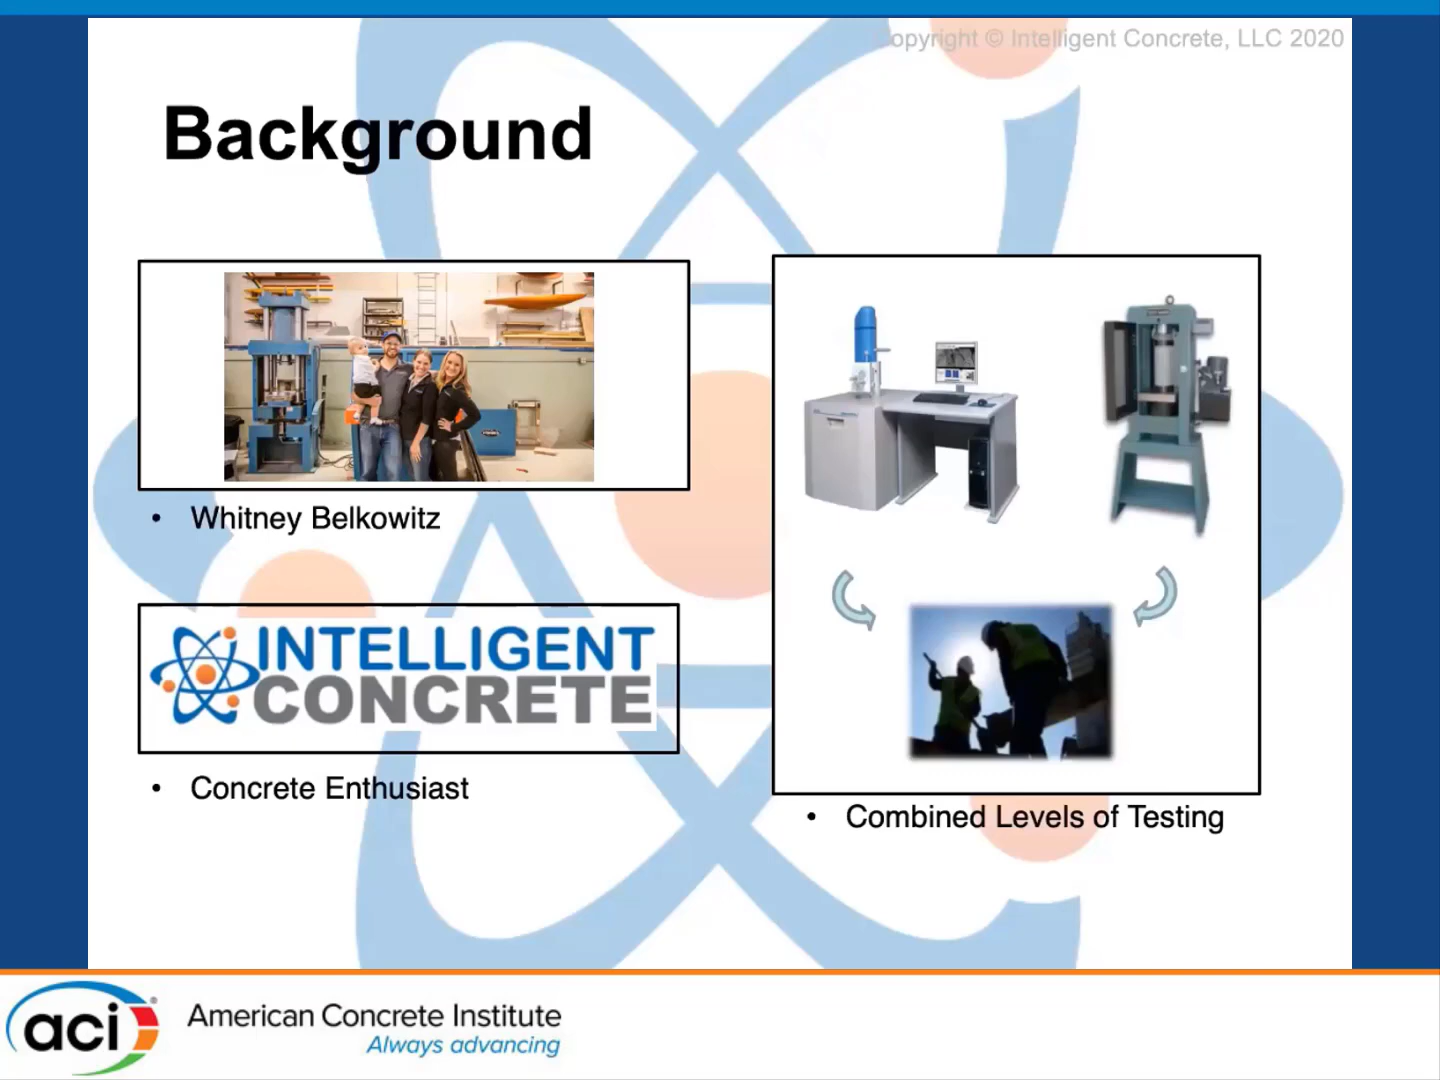 Copyright © Intelligent Concrete, LLC 2020
Background
• Whitney Belkowitz
INTELLIGENT
CONCRETE
• Concrete Enthusiast
• Combined Levels of Testing
aci
American Concrete Institute
Always advancing